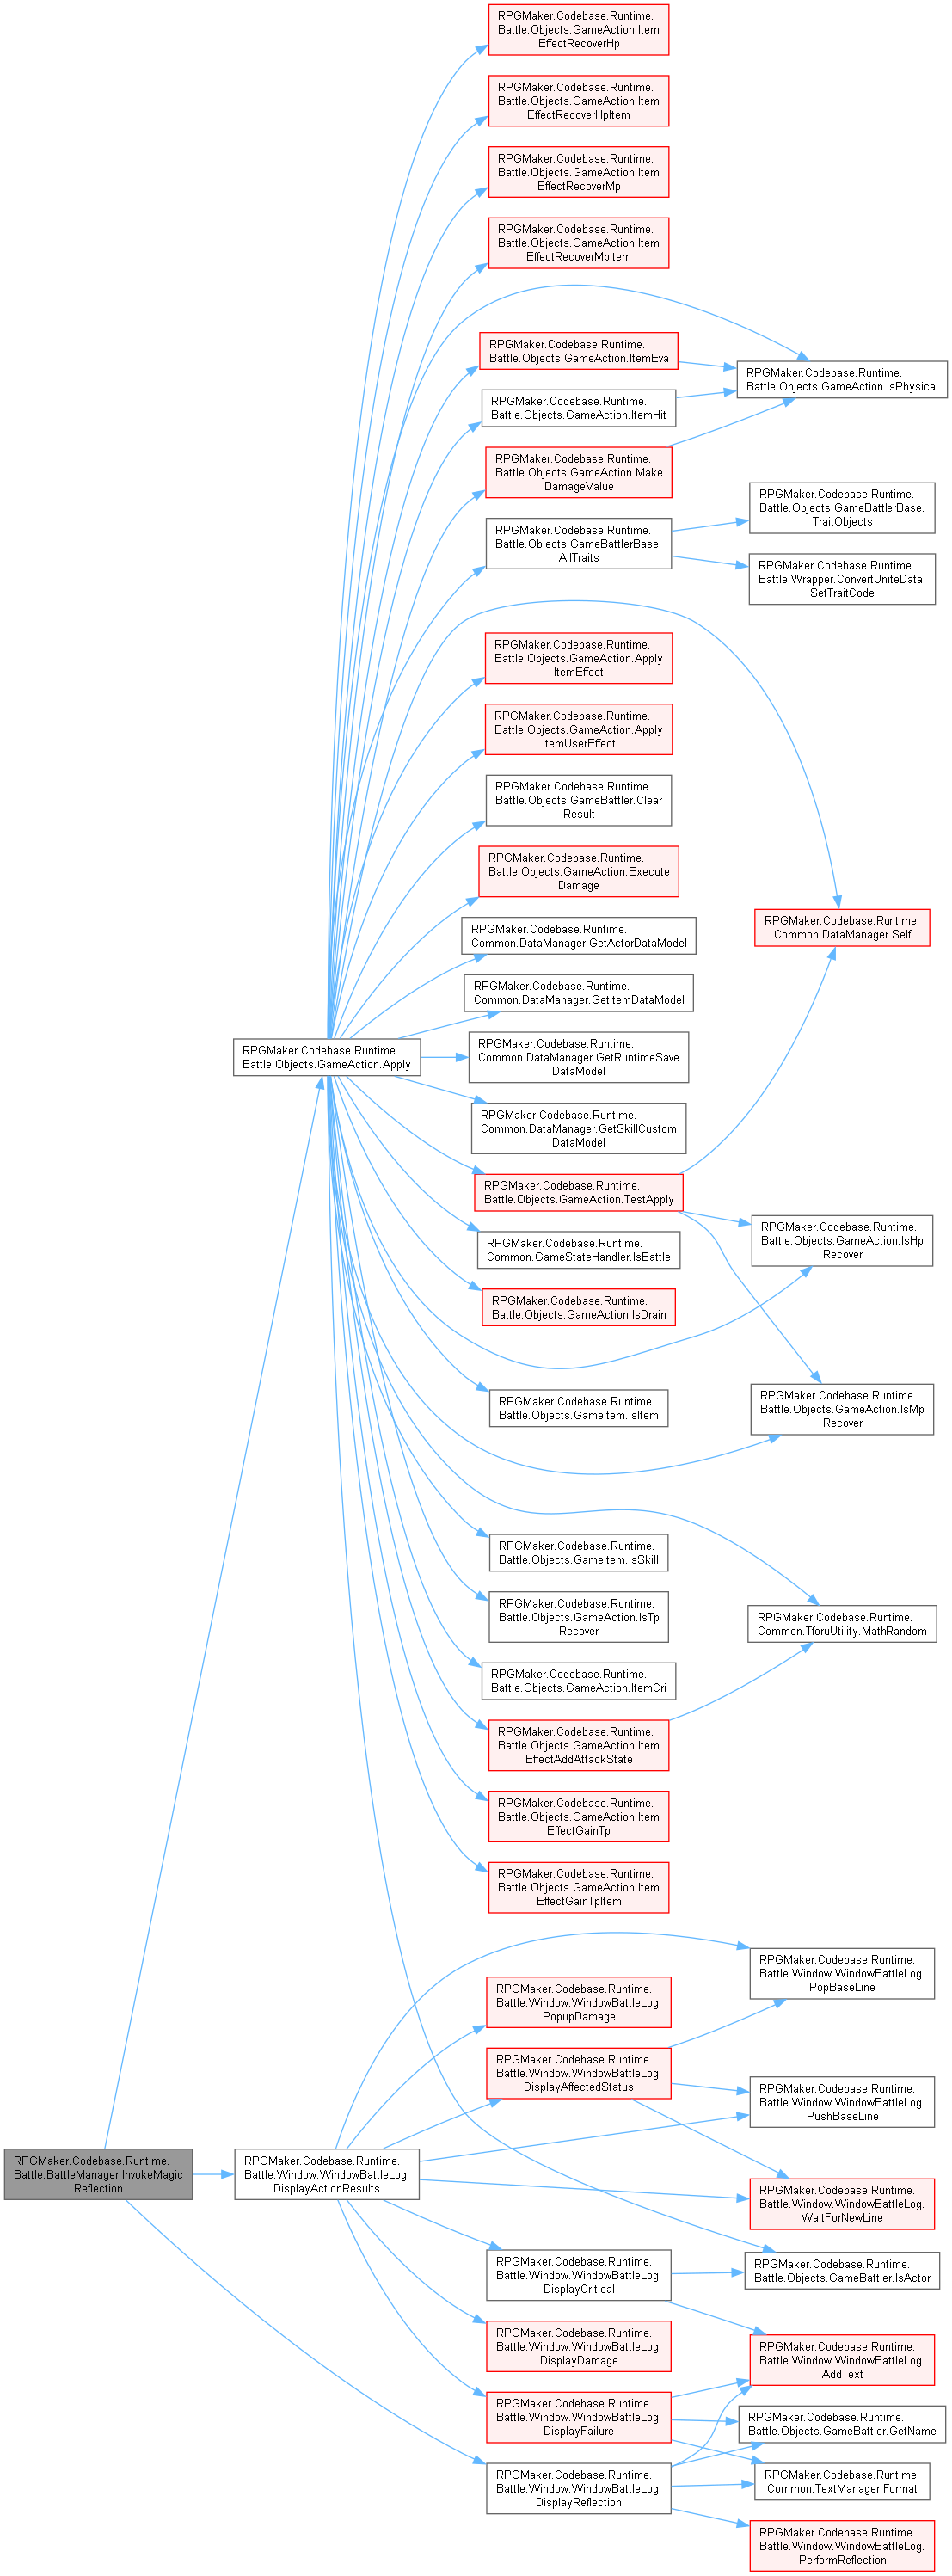 RPGMaker.Codebase.Runtime.
Battle.Objects.GameAction.Item
EffectRecoverHp
RPGMaker.Codebase.Runtime.
Battle.Objects.GameAction.Item
EffectRecoverHpItem
RPGMaker.Codebase.Runtime.
Battle.Objects.GameAction.Item
EffectRecoverMp
RPGMaker.Codebase.Runtime.
Battle.Objects.GameAction.Item
EffectRecoverMpItem
RPGMaker.Codebase.Runtime.
Battle.Objects.GameAction.ItemEva
RPGMaker.Codebase.Runtime.
Battle.Objects.GameAction.IsPhysical
RPGMaker.Codebase.Runtime.
Battle.Objects.GameAction.ItemHit
RPGMaker.Codebase.Runtime.
Battle.Objects.GameAction.Make
DamageValue
RPGMaker.Codebase.Runtime.
Battle.Objects.GameBattlerBase.
TraitObjects
RPGMaker.Codebase.Runtime.
Battle.Objects.GameBattlerBase.
AllTraits
RPGMaker.Codebase.Runtime.
Battle.Wrapper.ConvertUniteData.
SetTraitCode
RPGMaker.Codebase.Runtime.
Battle.Objects.GameAction.Apply
ItemEffect
RPGMaker.Codebase.Runtime.
Battle.Objects.GameAction.Apply
ItemUserEffect
RPGMaker.Codebase.Runtime.
Battle.Objects.GameBattler.Clear
Result
RPGMaker.Codebase.Runtime.
Battle.Objects.GameAction.Execute
Damage
RPGMaker.Codebase.Runtime.
Common.DataManager.Self
RPGMaker.Codebase.Runtime.
Common.DataManager.GetActorDataModel
RPGMaker.Codebase.Runtime.
Common.DataManager.GetItemDataModel
RPGMaker.Codebase.Runtime.
Battle.Objects.GameAction.Apply
RPGMaker.Codebase.Runtime.
Common.DataManager.GetRuntimeSave
DataModel
RPGMaker.Codebase.Runtime.
Common.DataManager.GetSkillCustom
DataModel
RPGMaker.Codebase.Runtime.
Battle.Objects.GameAction.TestApply
RPGMaker.Codebase.Runtime.
Battle.Objects.GameAction.IsHp
Recover
RPGMaker.Codebase.Runtime.
Common.GameStateHandler.IsBattle
RPGMaker.Codebase.Runtime.
Battle.Objects.GameAction.IsDrain
RPGMaker.Codebase.Runtime.
Battle.Objects.GameItem.IsItem
RPGMaker.Codebase.Runtime.
Battle.Objects.GameAction.IsMp
Recover
RPGMaker.Codebase.Runtime.
Battle.Objects.GameItem.IsSkill
RPGMaker.Codebase.Runtime.
Battle.Objects.GameAction.IsTp
Recover
RPGMaker.Codebase.Runtime.
Common.TforuUtility.MathRandom
RPGMaker.Codebase.Runtime.
Battle.Objects.GameAction.ItemCri
RPGMaker.Codebase.Runtime.
Battle.Objects.GameAction.Item
EffectAddAttackState
RPGMaker.Codebase.Runtime.
Battle.Objects.GameAction.Item
EffectGainTp
RPGMaker.Codebase.Runtime.
Battle.Objects.GameAction.Item
EffectGainTpItem
RPGMaker.Codebase.Runtime.
Battle.Window.WindowBattleLog.
PopBaseLine
RPGMaker.Codebase.Runtime.
Battle.Window.WindowBattleLog.
PopupDamage
RPGMaker.Codebase.Runtime.
Battle.Window.WindowBattleLog.
DisplayAffectedStatus
RPGMaker.Codebase.Runtime.
Battle.Window.WindowBattleLog.
PushBaseLine
RPGMaker.Codebase.Runtime.
Battle.BattleManager.InvokeMagic
Reflection
RPGMaker.Codebase.Runtime.
Battle.Window.WindowBattleLog.
DisplayActionResults
RPGMaker.Codebase.Runtime.
Battle.Window.WindowBattleLog.
WaitForNewLine
RPGMaker.Codebase.Runtime.
Battle.Window.WindowBattleLog.
DisplayCritical
RPGMaker.Codebase.Runtime.
Battle.Objects.GameBattler.IsActor
RPGMaker.Codebase.Runtime.
Battle.Window.WindowBattleLog.
DisplayDamage
RPGMaker.Codebase.Runtime.
Battle.Window.WindowBattleLog.
AddText
RPGMaker.Codebase.Runtime.
Battle.Window.WindowBattleLog.
DisplayFailure
RPGMaker.Codebase.Runtime.
Battle.Objects.GameBattler.GetName
RPGMaker.Codebase.Runtime.
Battle.Window.WindowBattleLog.
DisplayReflection
RPGMaker.Codebase.Runtime.
Common.TextManager.Format
RPGMaker.Codebase.Runtime.
Battle.Window.WindowBattleLog.
PerformReflection